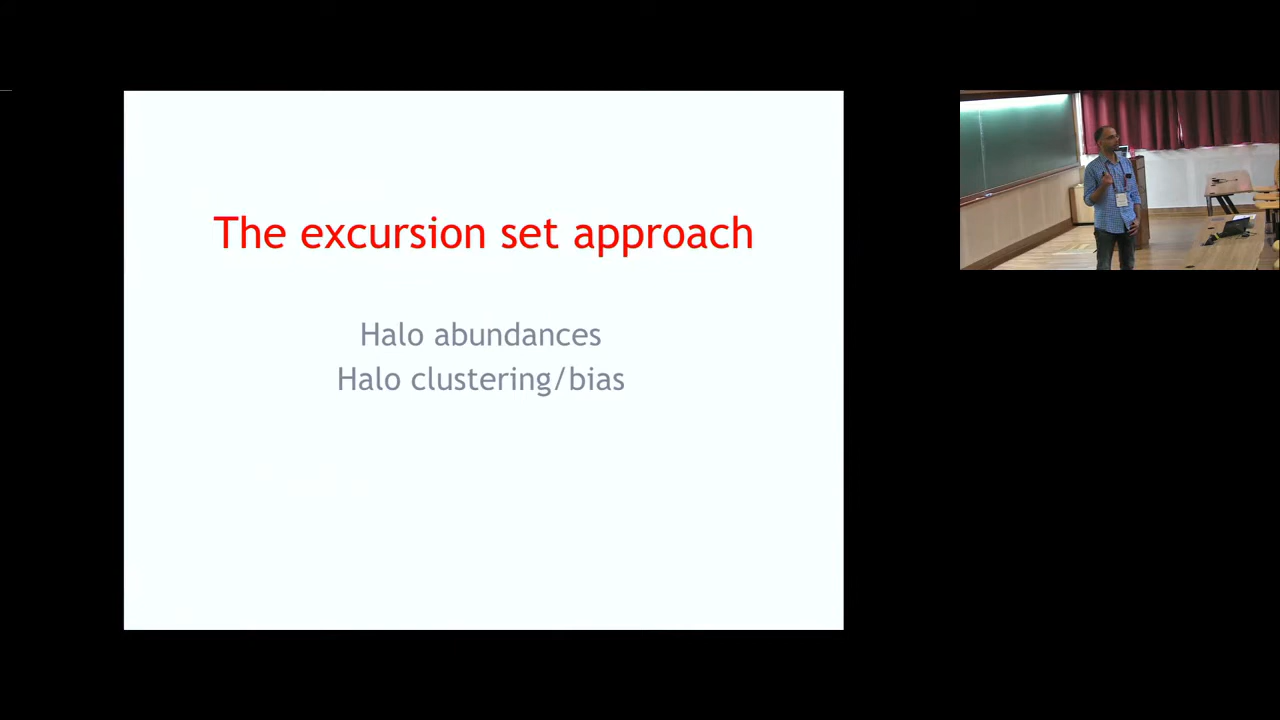 The excursion set approach
Halo abundances
Halo clustering/bias